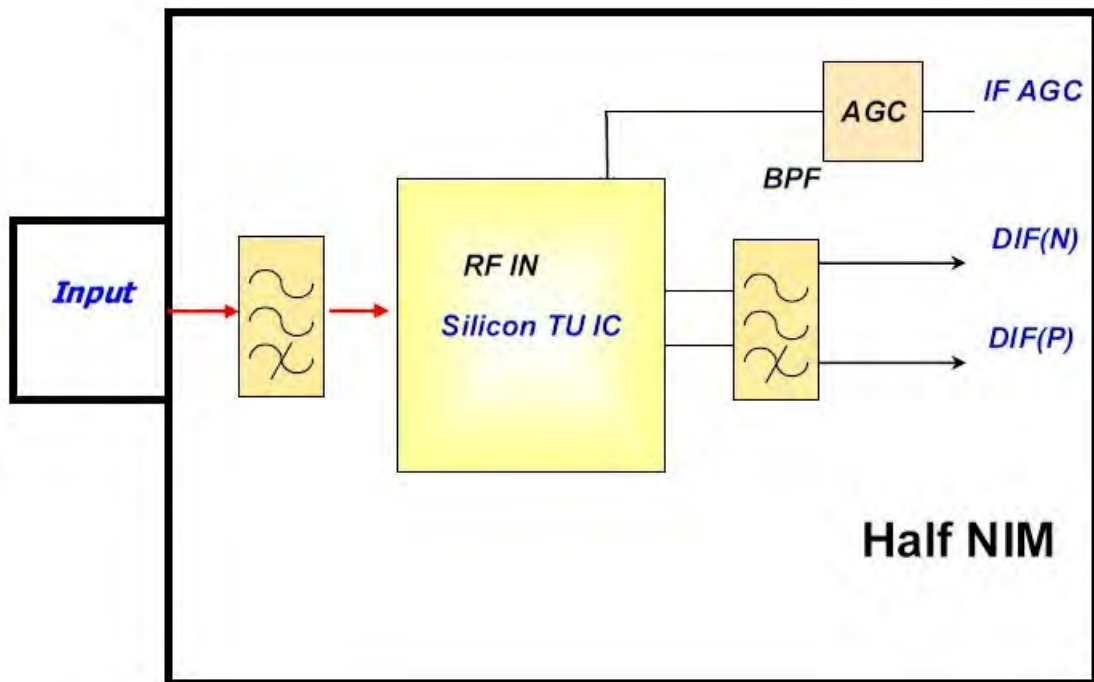 IF AGC
AGC
BPF
Input
RF IN
Silicon TU IC
DIF(N)
DIF(P)
Half NIM